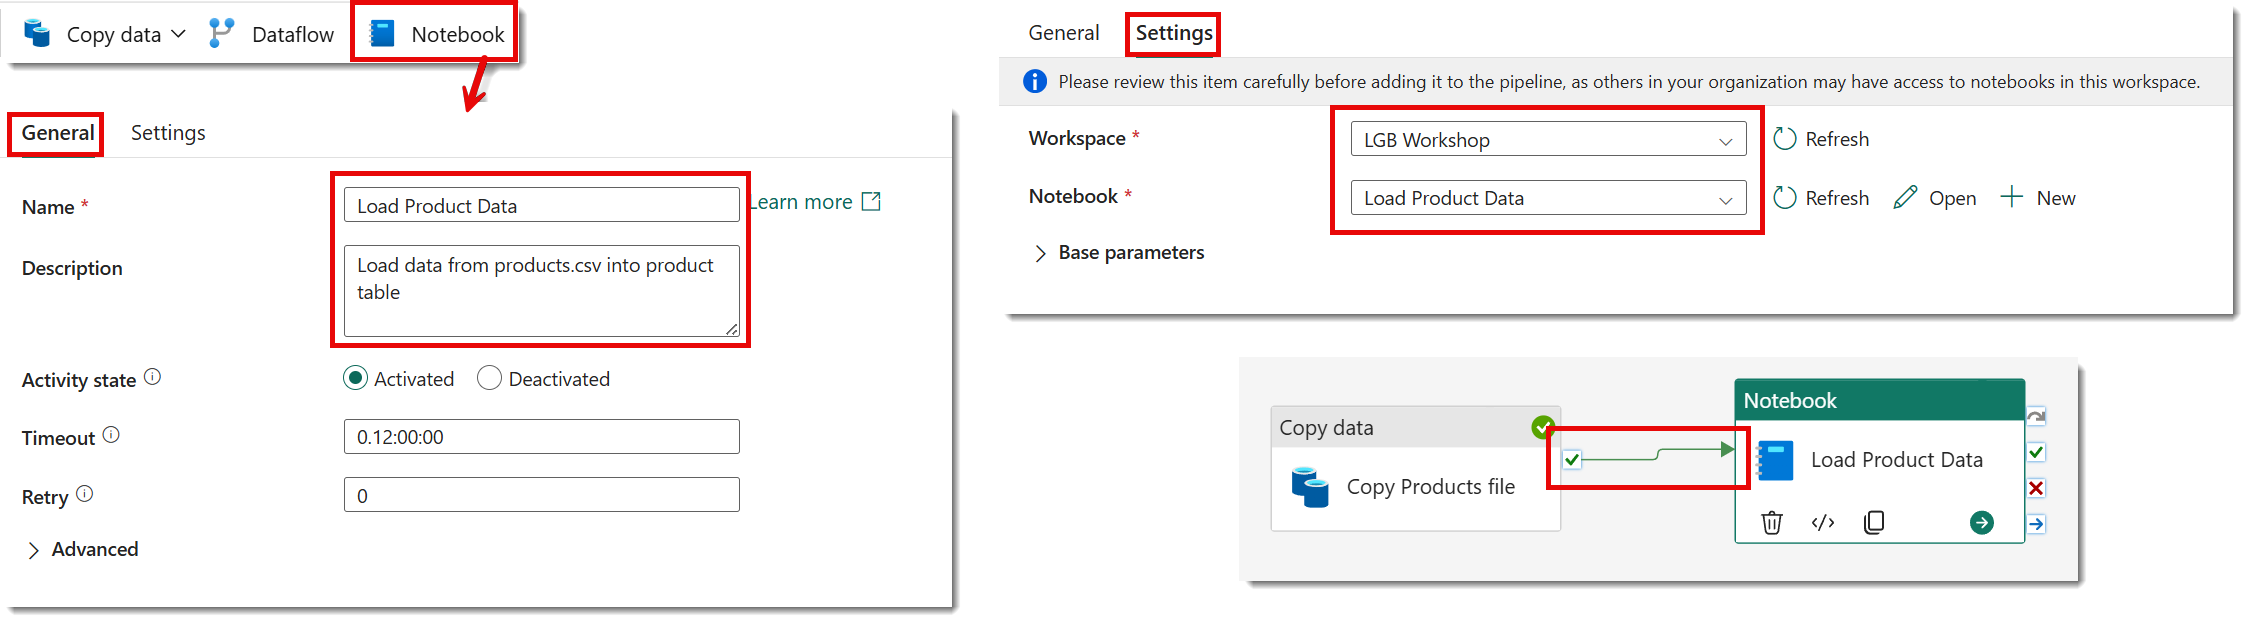 Copy data
Dataflow
Notebook
General
Settings
Name *
Load Product Data
Learn more
Description
Load data from products.csv into product
table
Activity state
Activated
Deactivated
Timeout
0.12:00:00
Retry
0
Advanced
General
Settings
Please review this item carefully before adding it to the pipeline, as others in your organization may have access to notebooks in this workspace.
Workspace *
LGB Workshop
Refresh
Notebook *
Load Product Data
Refresh
Open
New
Base parameters
Copy data
Copy Products file
Notebook
Load Product Data